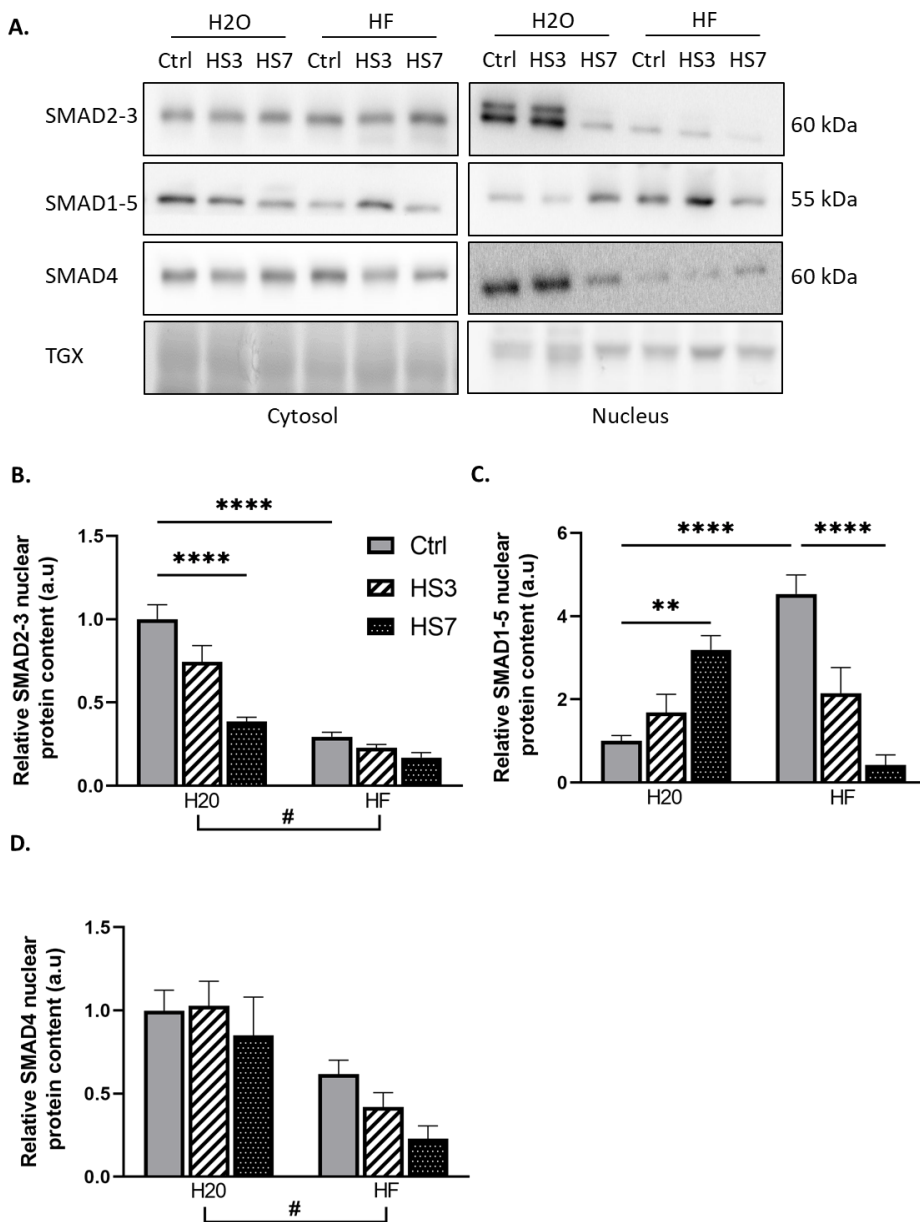 A.
H2O HF
Ctrl HS3 HS7 Ctrl HS3 HS7
H2O HF
Ctrl HS3 HS7 Ctrl HS3 HS7
SMAD2-3
60 kDa
SMAD1-5
55 kDa
SMAD4
60 kDa
TGX
Cytosol
Nucleus
B.
****
****
Relative SMAD2-3 nuclear
protein content (a.u)
1.5
1.0
0.5
0.0
H20 HF
#
Ctrl
HS3
HS7
C.
**** ****
**
Relative SMAD1-5 nuclear
protein content (a.u)
6
4
2
0
H20 HF
D.
Relative SMAD4 nuclear
protein content (a.u)
1.5
1.0
0.5
0.0
H20 HF
#